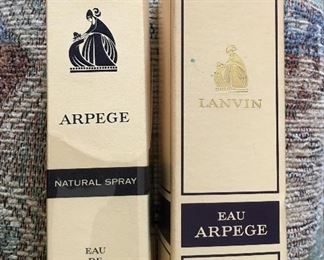 ARPEGE
NATURAL SPRAY
EAU
DE
LANVIN
EAU
ARPEGE